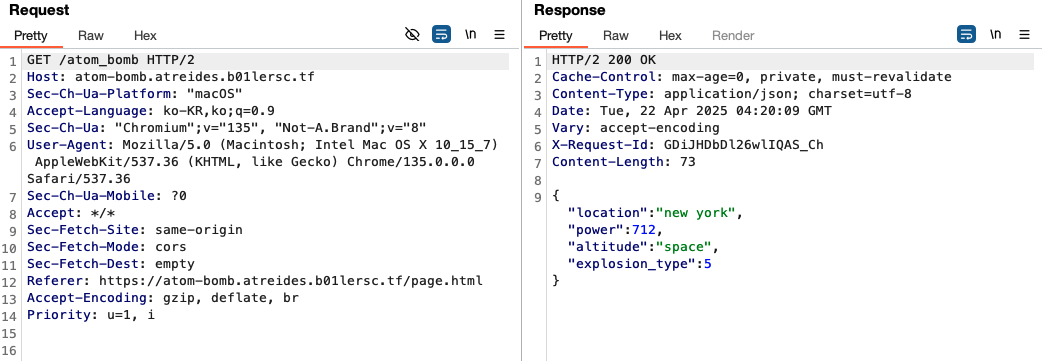 Request
Pretty Raw Hex \n
1 GET /atom_bomb HTTP/2
2 Host: atom-bomb.atreides.b01lersc.tf
3 Sec-Ch-Ua-Platform: "macOS"
4 Accept-Language: ko-KR,ko;q=0.9
5 Sec-Ch-Ua: "Chromium";v="135", "Not-A.Brand";v="8"
6 User-Agent: Mozilla/5.0 (Macintosh; Intel Mac OS X 10_15_7)
AppleWebKit/537.36 (KHTML, like Gecko) Chrome/135.0.0.0
Safari/537.36
7 Sec-Ch-Ua-Mobile: ?0
8 Accept: */*
9 Sec-Fetch-Site: same-origin
10 Sec-Fetch-Mode: cors
11 Sec-Fetch-Dest: empty
12 Referer: https://atom-bomb.atreides.b01lersc.tf/page.html
13 Accept-Encoding: gzip, deflate, br
14 Priority: u=1, i
15
16
Response
Pretty Raw Hex Render \n
1 HTTP/2 200 OK
2 Cache-Control: max-age=0, private, must-revalidate
3 Content-Type: application/json; charset=utf-8
4 Date: Tue, 22 Apr 2025 04:20:09 GMT
5 Vary: accept-encoding
6 X-Request-Id: GDiJHDbDl26wlIQAS_Ch
7 Content-Length: 73
8
9 {
"location":"new york",
"power":712,
"altitude":"space",
"explosion_type":5
}